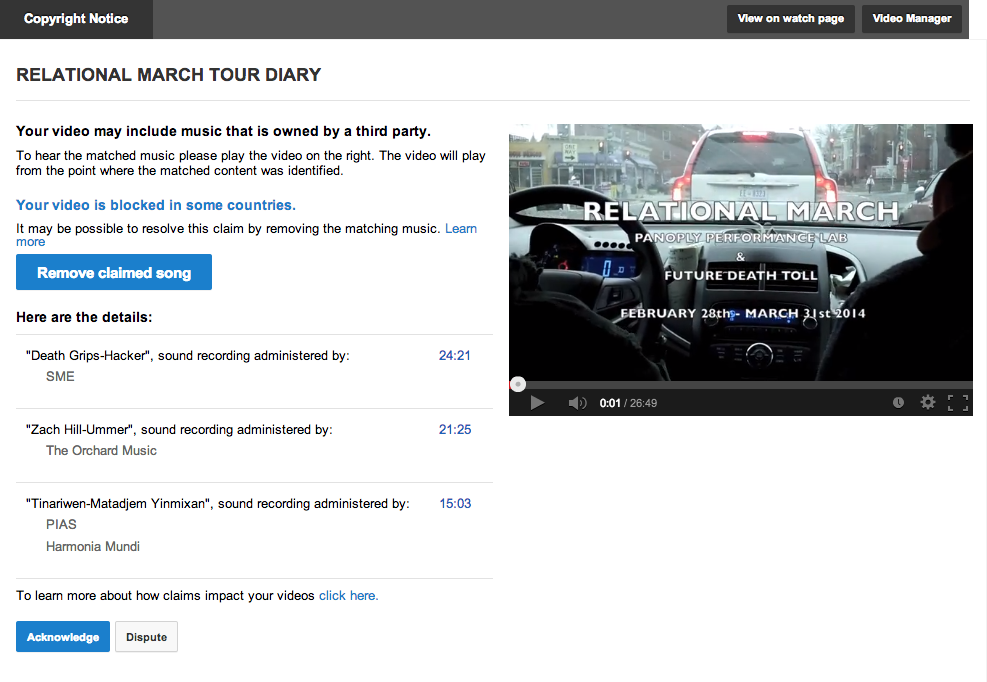 Copyright Notice
View on watch page
Video Manager
RELATIONAL MARCH TOUR DIARY
Your video may include music that is owned by a third party.
To hear the matched music please play the video on the right. The video will play
from the point where the matched content was identified.
Your video is blocked in some countries.
It may be possible to resolve this claim by removing the matching music. Learn
more
Remove claimed song
Here are the details:
"Death Grips-Hacker", sound recording administered by: 24:21
SME
"Zach Hill-Ummer", sound recording administered by: 21:25
The Orchard Music
"Tinariwen-Matadjem Yinmixan", sound recording administered by: 15:03
PIAS
Harmonia Mundi
To learn more about how claims impact your videos click here.
Acknowledge
Dispute
RELATIONAL MARCH
PANOPLY PERFORMANCE LAB
&
FUTURE DEATH TOLL
FEBRUARY 28th - MARCH 31st 2014
0:01 / 26:49